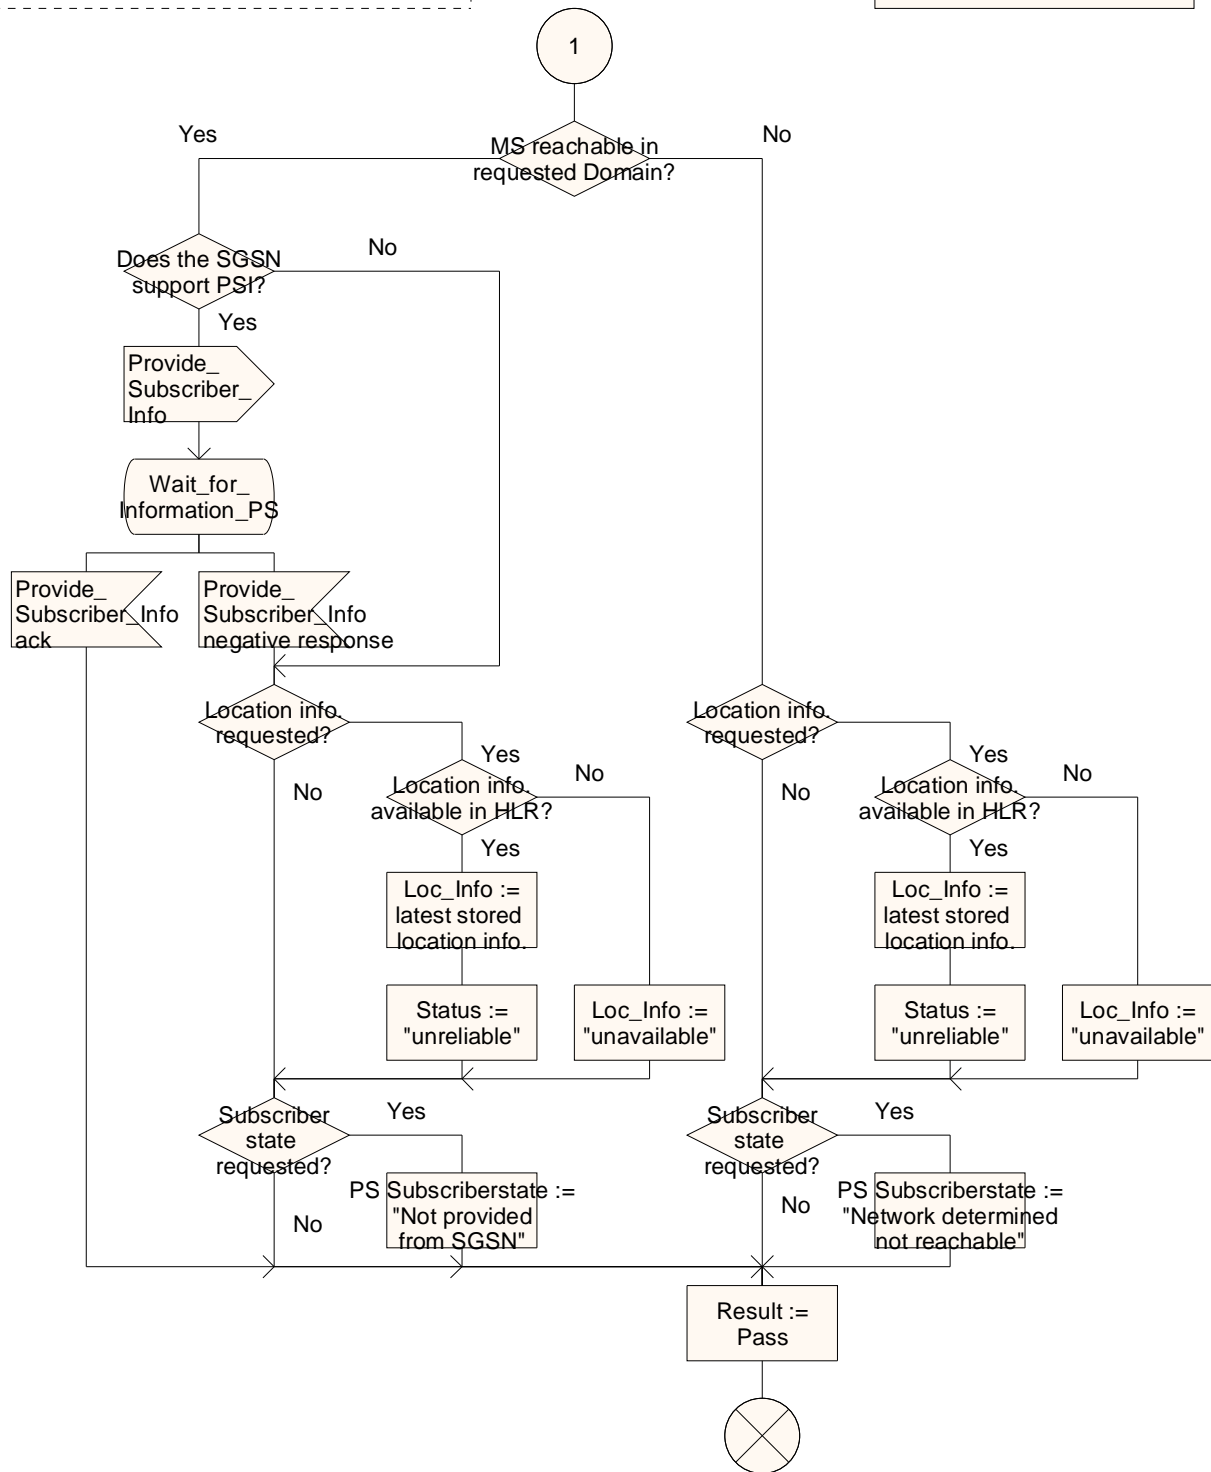 1
Yes
No
MS reachable in
requested Domain?
No
Does the SGSN
support PSI?
Yes
Provide_
Subscriber_
Info
Wait_for_
Information_PS
Provide_
Subscriber_Info
ack
Provide_
Subscriber_Info
negative response
Location info.
requested?
Yes
No
Location info.
available in HLR?
No
Yes
Loc_Info :=
latest stored
location info.
Status :=
"unreliable"
Loc_Info :=
"unavailable"
Location info.
requested?
Yes
No
Location info.
available in HLR?
No
Yes
Loc_Info :=
latest stored
location info.
Status :=
"unreliable"
Loc_Info :=
"unavailable"
Subscriber
state
requested?
Yes
PS Subscriberstate :=
"Not provided
from SGSN"
No
Subscriber
state
requested?
Yes
PS Subscriberstate :=
"Network determined
not reachable"
No
Result :=
Pass